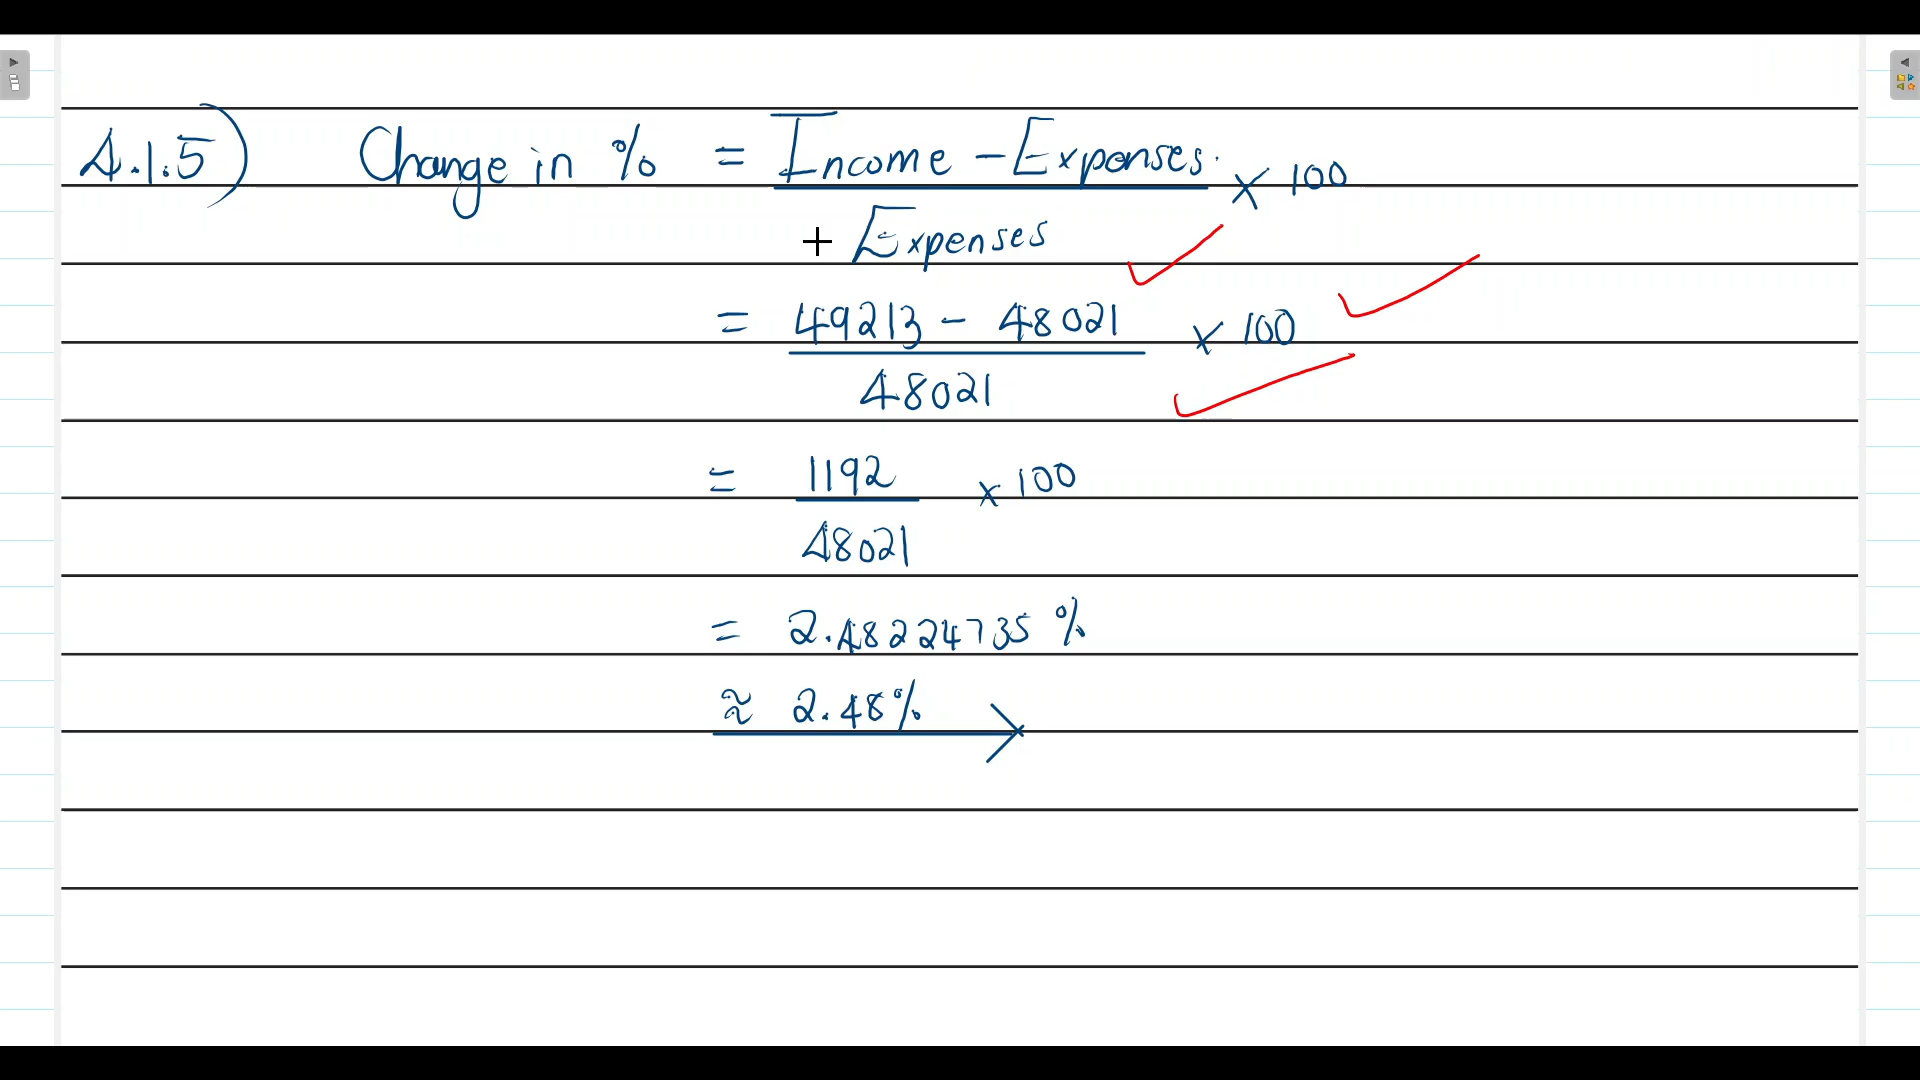 4.1.5) Change in % = Income - Expenses × 100
Expenses
= 49213 - 48021 × 100
48021
= 1192 × 100
48021
= 2.48224735 %
≈ 2.48%